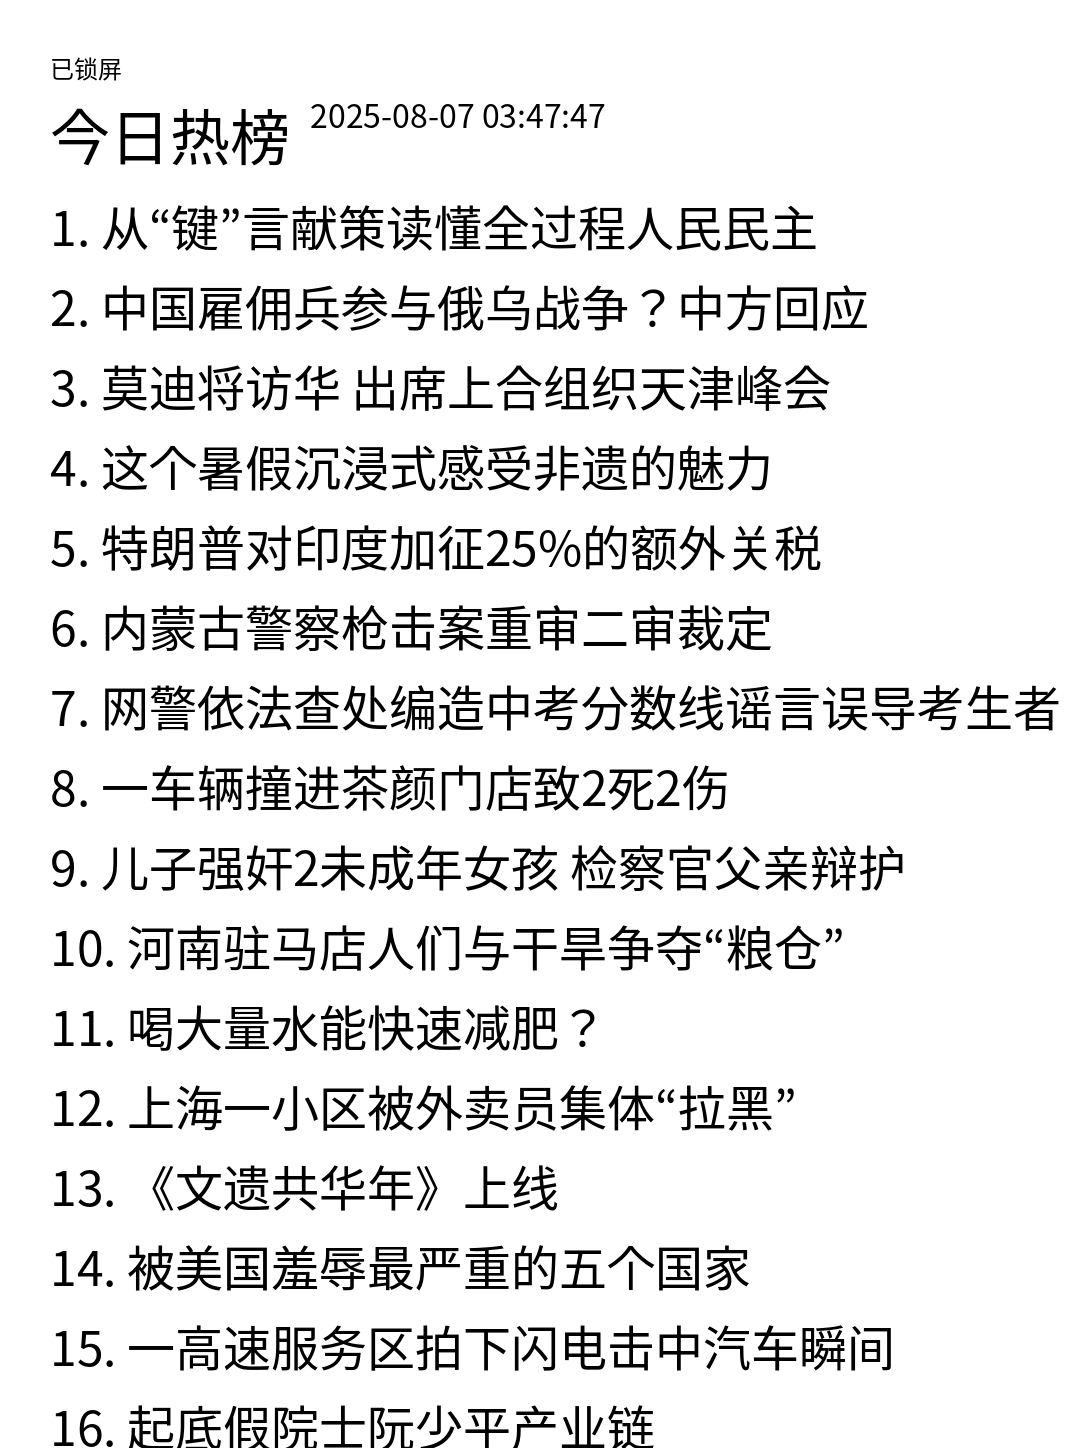 已锁屏
今日热榜 2025-08-07 03:47:47
1. 从“键”言献策读懂全过程人民民主
2. 中国雇佣兵参与俄乌战争？中方回应
3. 莫迪将访华 出席上合组织天津峰会
4. 这个暑假沉浸式感受非遗的魅力
5. 特朗普对印度加征25%的额外关税
6. 内蒙古警察枪击案重审二审裁定
7. 网警依法查处编造中考分数线谣言误导考生者
8. 一车辆撞进茶颜门店致2死2伤
9. 儿子强奸2未成年女孩 检察官父亲辩护
10. 河南驻马店人们与干旱争夺“粮仓”
11. 喝大量水能快速减肥？
12. 上海一小区被外卖员集体“拉黑”
13. 《文遗共华年》上线
14. 被美国羞辱最严重的五个国家
15. 一高速服务区拍下闪电击中汽车瞬间
16. 起底假院士阮少平产业链